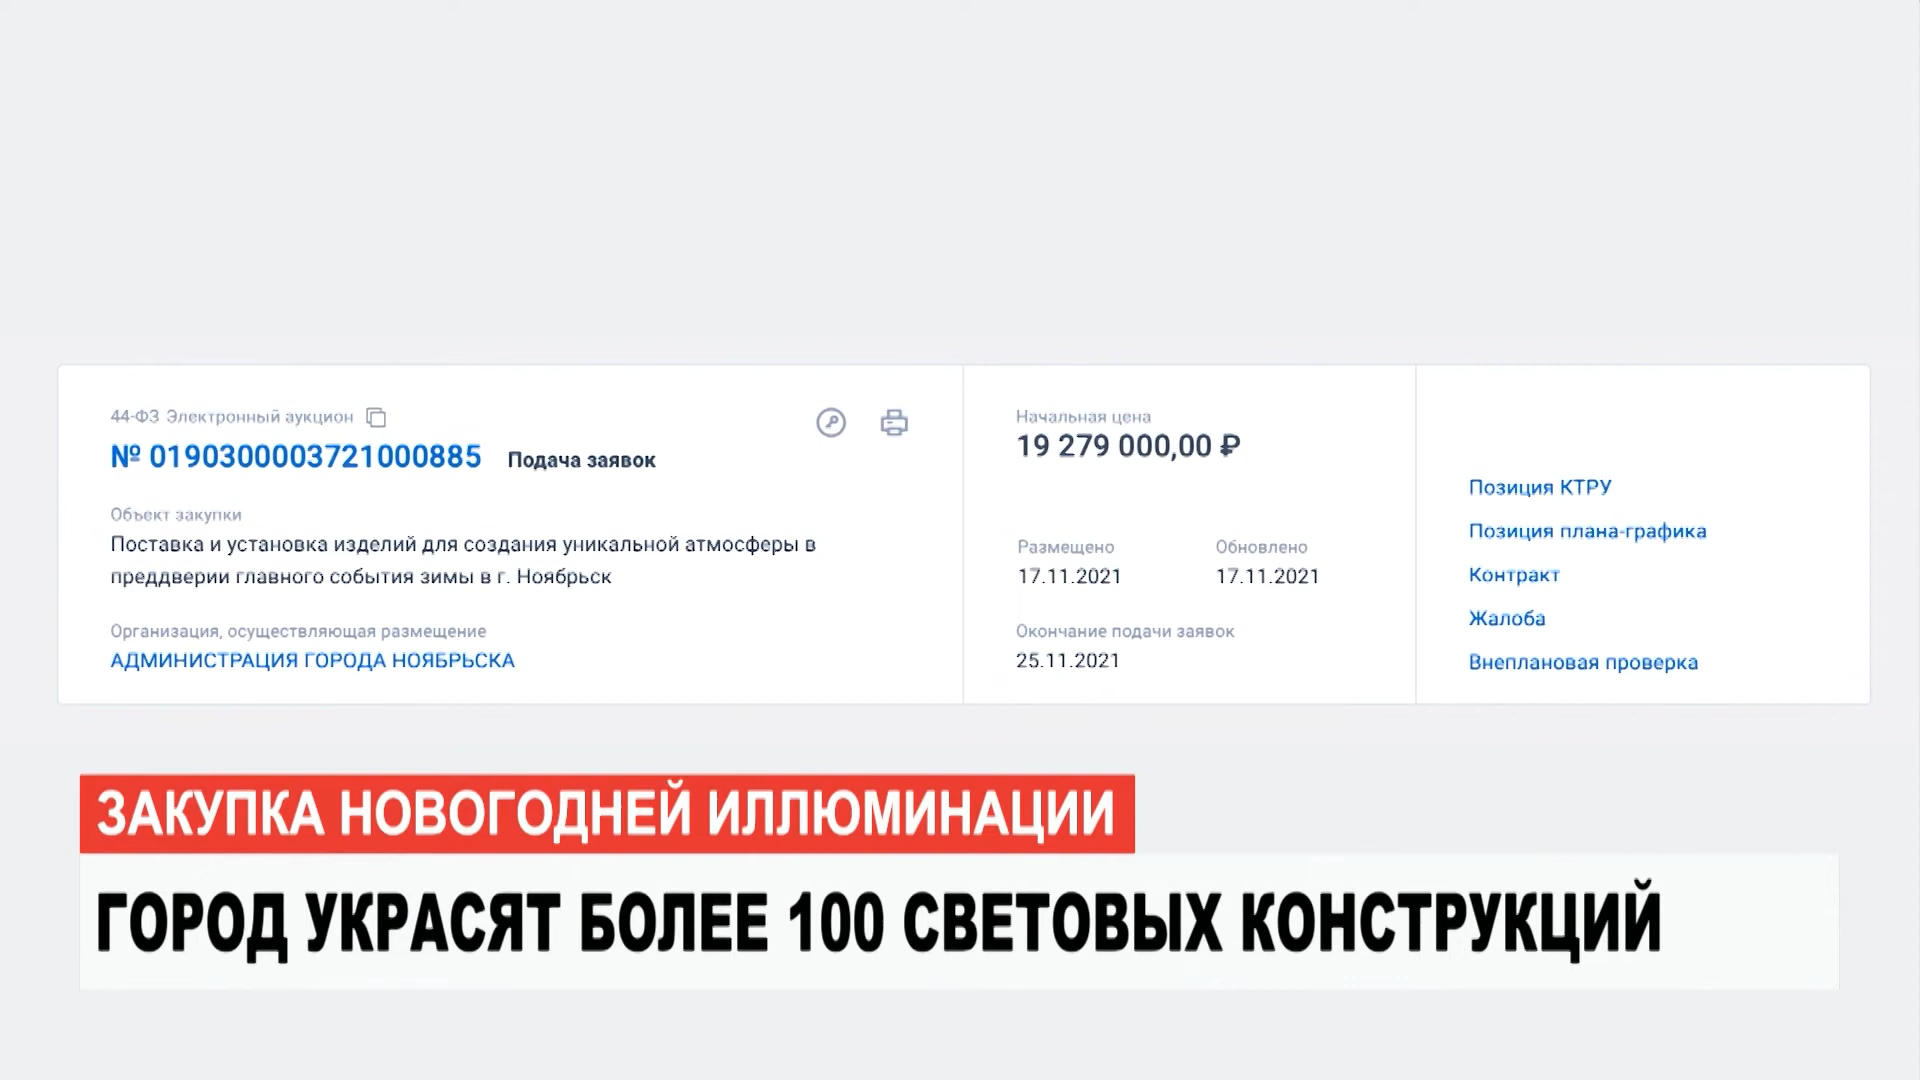 44-ФЗ Электронный аукцион
№ 0190300003721000885 Подача заявок
Объект закупки
Поставка и установка изделий для создания уникальной атмосферы в
преддверии главного события зимы в г. Ноябрьск
Организация, осуществляющая размещение
АДМИНИСТРАЦИЯ ГОРОДА НОЯБРЬСКА
Начальная цена
19 279 000,00 ₽
Размещено Обновлено
17.11.2021 17.11.2021
Окончание подачи заявок
25.11.2021
Позиция КТРУ
Позиция плана-графика
Контракт
Жалоба
Внеплановая проверка
ЗАКУПКА НОВОГОДНЕЙ ИЛЛЮМИНАЦИИ
ГОРОД УКРАСЯТ БОЛЕЕ 100 СВЕТОВЫХ КОНСТРУКЦИЙ